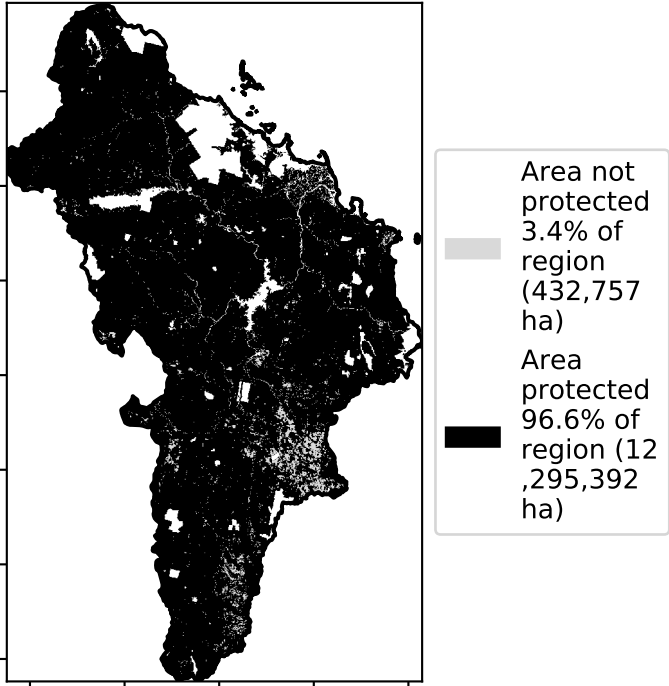 Area not
protected
3.4% of
region
(432,757
ha)
Area
protected
96.6% of
region (12
,295,392
ha)